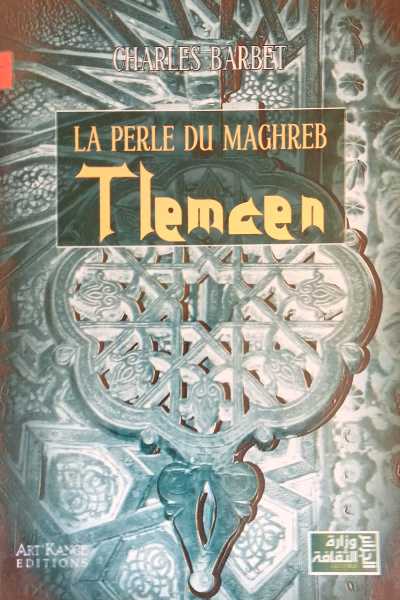 CHARLES BARBET
LA PERLE DU MAGHREB
Tlemcen
ART KANGE
EDITIONS
وزارة
الثقافة